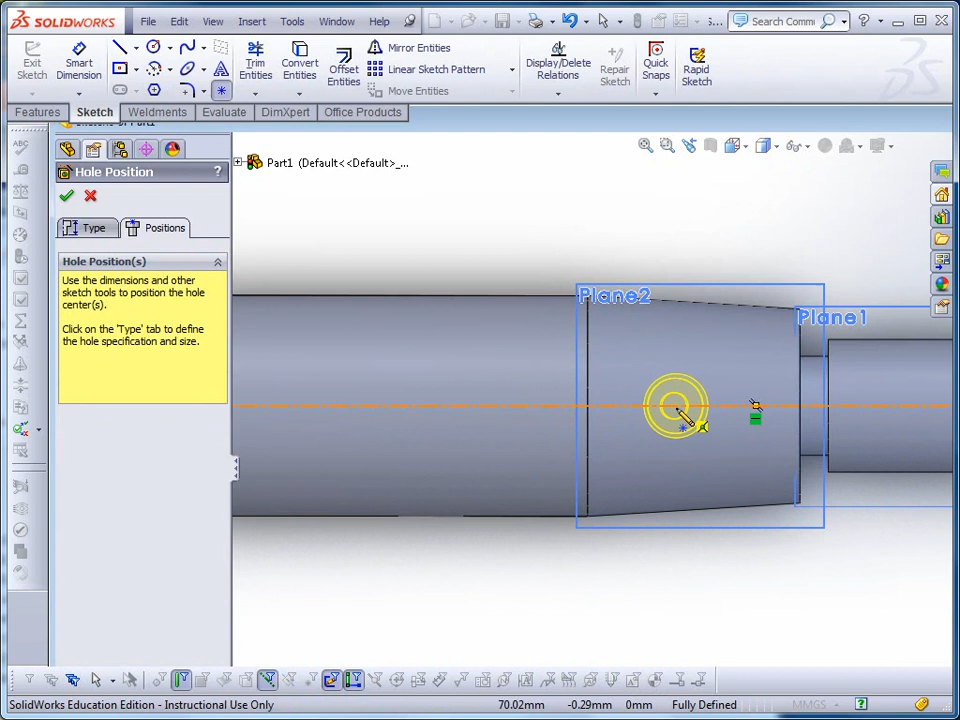 SOLIDWORKS File Edit View Insert Tools Window Help S... Search Comm
Exit Sketch
Smart Dimension
Trim Entities
Convert Entities
Offset Entities
Mirror Entities
Linear Sketch Pattern
Move Entities
Display/Delete Relations
Repair Sketch
Quick Snaps
Rapid Sketch
Features Sketch Weldments Evaluate DimXpert Office Products
Part1 (Default<<Default>_...
Hole Position ?
Type Positions
Hole Position(s)
Use the dimensions and other
sketch tools to position the hole
center(s).
Click on the 'Type' tab to define
the hole specification and size.
Plane2
Plane1
SolidWorks Education Edition - Instructional Use Only 70.02mm -0.29mm 0mm Fully Defined MMGS